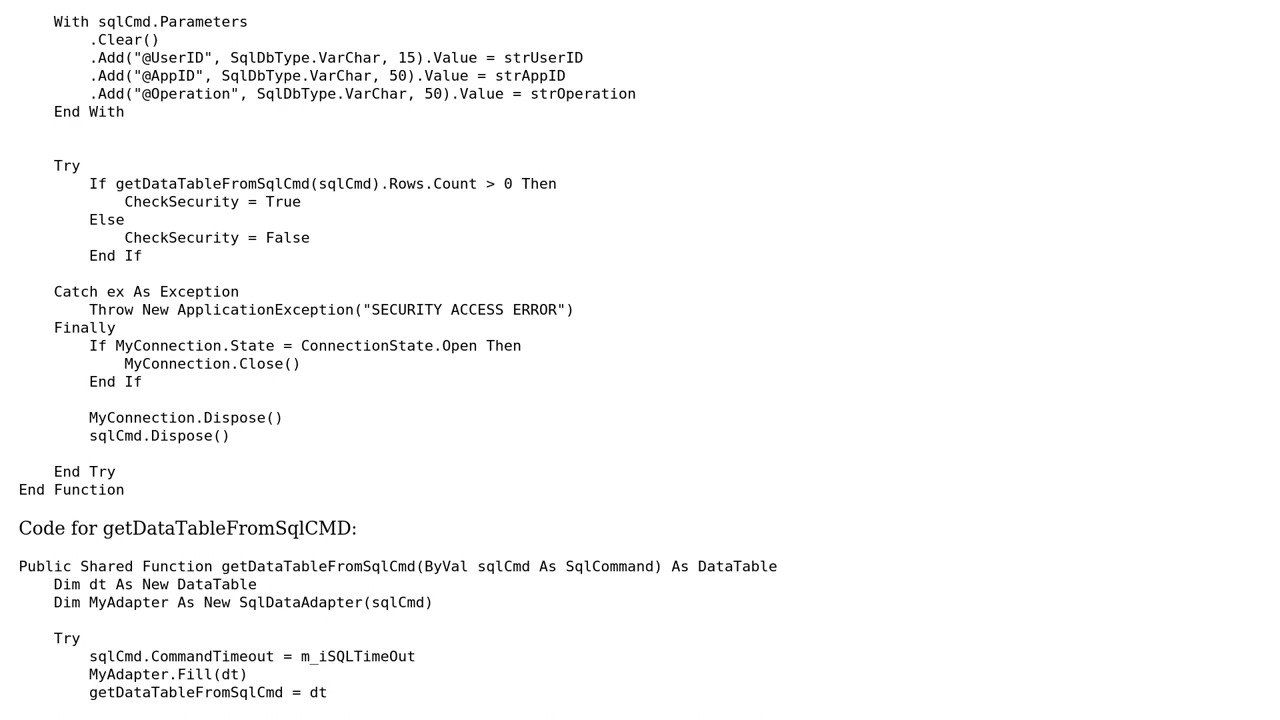 With sqlCmd.Parameters
        .Clear()
        .Add("@UserID", SqlDbType.VarChar, 15).Value = strUserID
        .Add("@AppID", SqlDbType.VarChar, 50).Value = strAppID
        .Add("@Operation", SqlDbType.VarChar, 50).Value = strOperation
    End With


    Try
        If getDataTableFromSqlCmd(sqlCmd).Rows.Count > 0 Then
            CheckSecurity = True
        Else
            CheckSecurity = False
        End If

    Catch ex As Exception
        Throw New ApplicationException("SECURITY ACCESS ERROR")
    Finally
        If MyConnection.State = ConnectionState.Open Then
            MyConnection.Close()
        End If

        MyConnection.Dispose()
        sqlCmd.Dispose()

    End Try
End Function

Code for getDataTableFromSqlCMD:

Public Shared Function getDataTableFromSqlCmd(ByVal sqlCmd As SqlCommand) As DataTable
    Dim dt As New DataTable
    Dim MyAdapter As New SqlDataAdapter(sqlCmd)

    Try
        sqlCmd.CommandTimeout = m_iSQLTimeOut
        MyAdapter.Fill(dt)
        getDataTableFromSqlCmd = dt